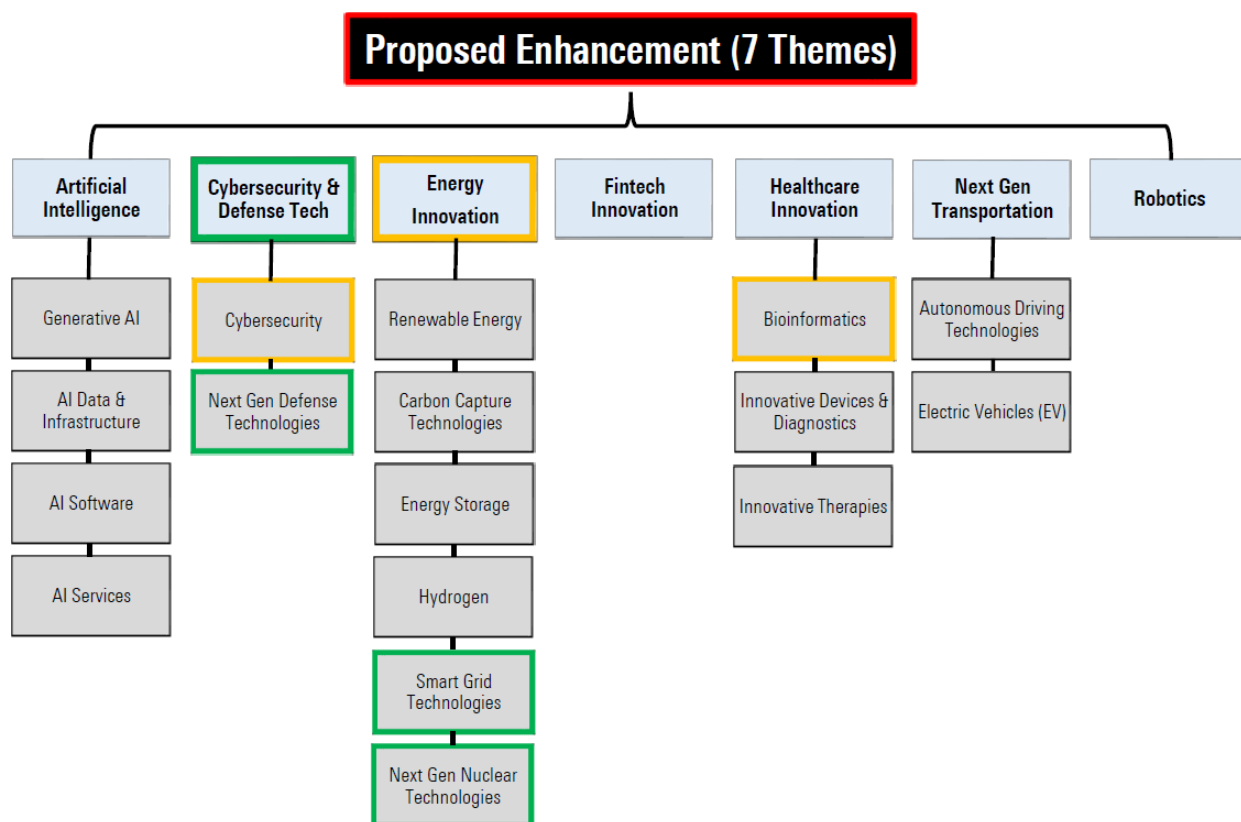 Proposed Enhancement (7 Themes)
Artificial
Intelligence
Cybersecurity &
Defense Tech
Energy
Innovation
Fintech
Innovation
Healthcare
Innovation
Next Gen
Transportation
Robotics
Generative AI
AI Data &
Infrastructure
AI Software
AI Services
Cybersecurity
Next Gen Defense
Technologies
Renewable Energy
Carbon Capture
Technologies
Energy Storage
Hydrogen
Smart Grid
Technologies
Next Gen Nuclear
Technologies
Bioinformatics
Innovative Devices &
Diagnostics
Innovative Therapies
Autonomous Driving
Technologies
Electric Vehicles (EV)